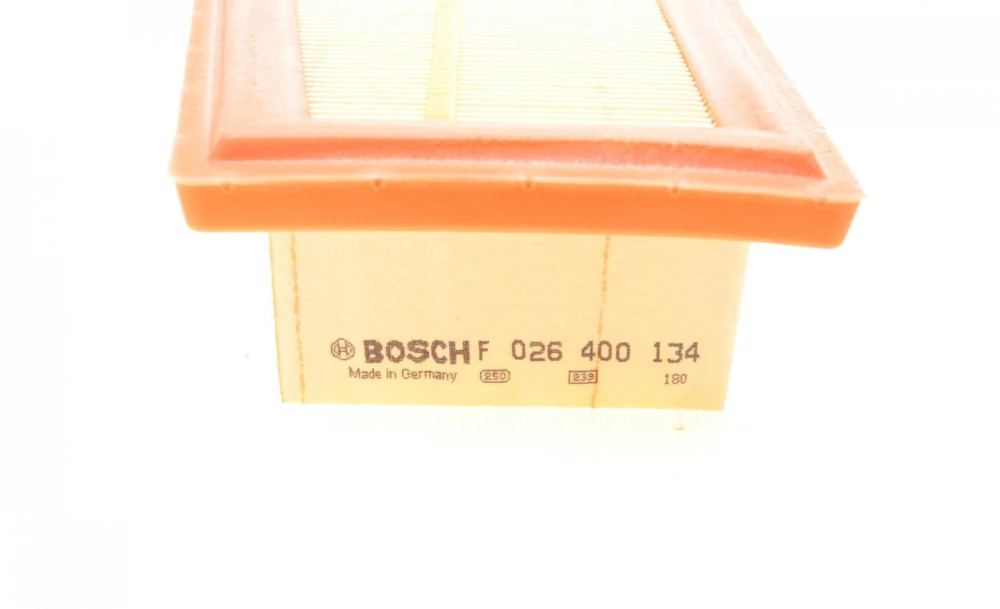 BOSCH F 026 400 134
Made in Germany 250 239 180